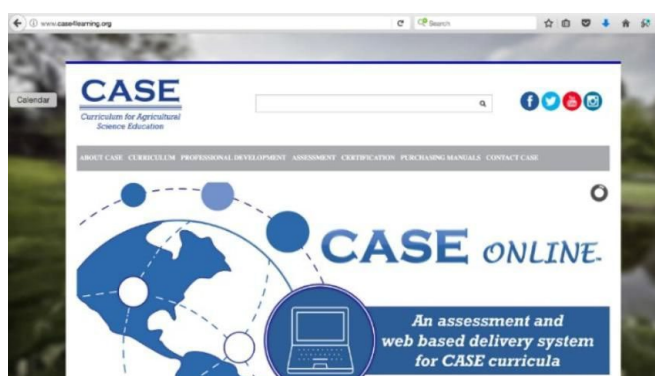 www.case4learning.org
Search
Calendar
CASE
Curriculum for Agricultural
Science Education
ABOUT CASE CURRICULUM PROFESSIONAL DEVELOPMENT ASSESSMENT CERTIFICATION PURCHASING MANUALS CONTACT CASE
CASE ONLINE™
An assessment and
web based delivery system
for CASE curricula